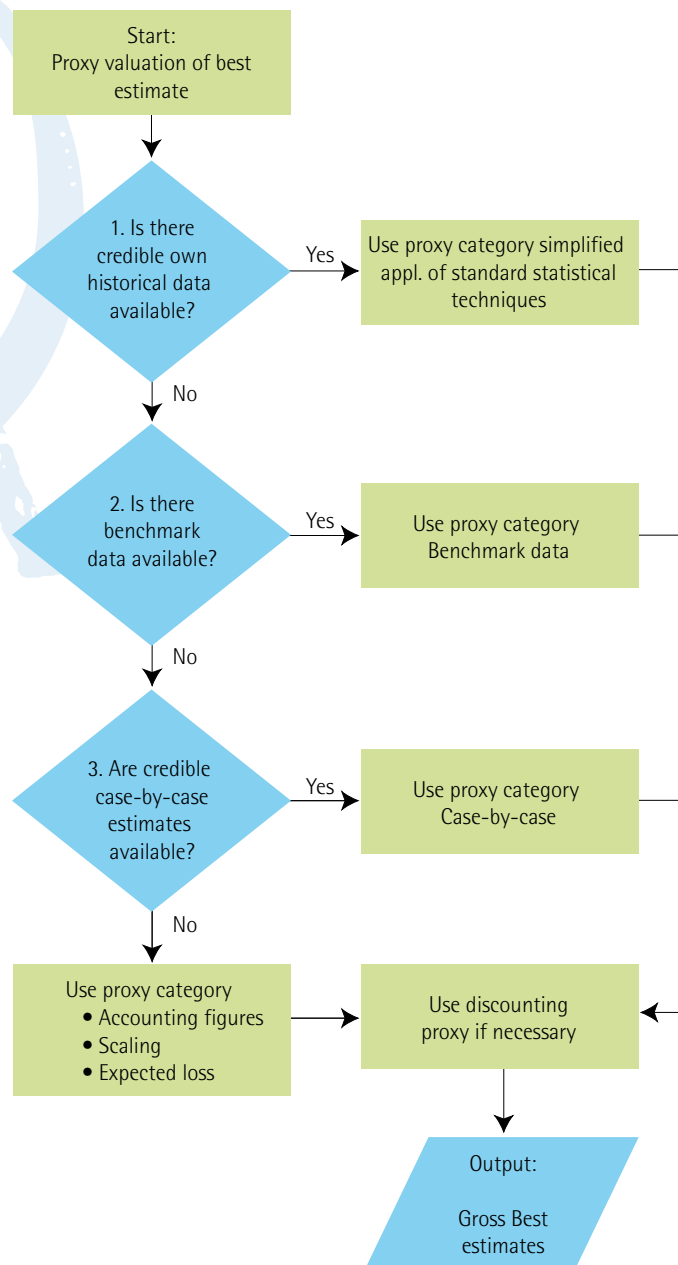 Start:
Proxy valuation of best
estimate
1. Is there
credible own
historical data
available?
Yes
Use proxy category simplified
appl. of standard statistical
techniques
No
2. Is there
benchmark
data available?
Yes
Use proxy category
Benchmark data
No
3. Are credible
case-by-case
estimates
available?
Yes
Use proxy category
Case-by-case
No
Use proxy category
• Accounting figures
• Scaling
• Expected loss
Use discounting
proxy if necessary
Output:
Gross Best
estimates